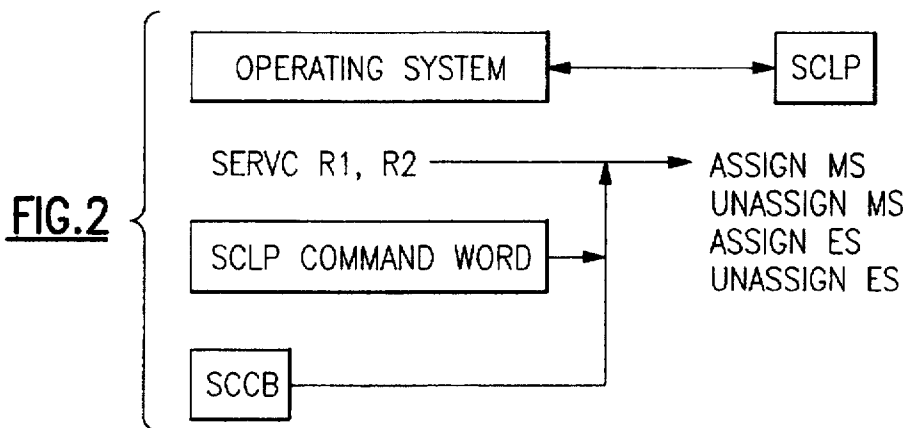 OPERATING SYSTEM
SCLP
SERVC R1, R2
ASSIGN MS
UNASSIGN MS
ASSIGN ES
UNASSIGN ES
FIG.2
SCLP COMMAND WORD
SCCB